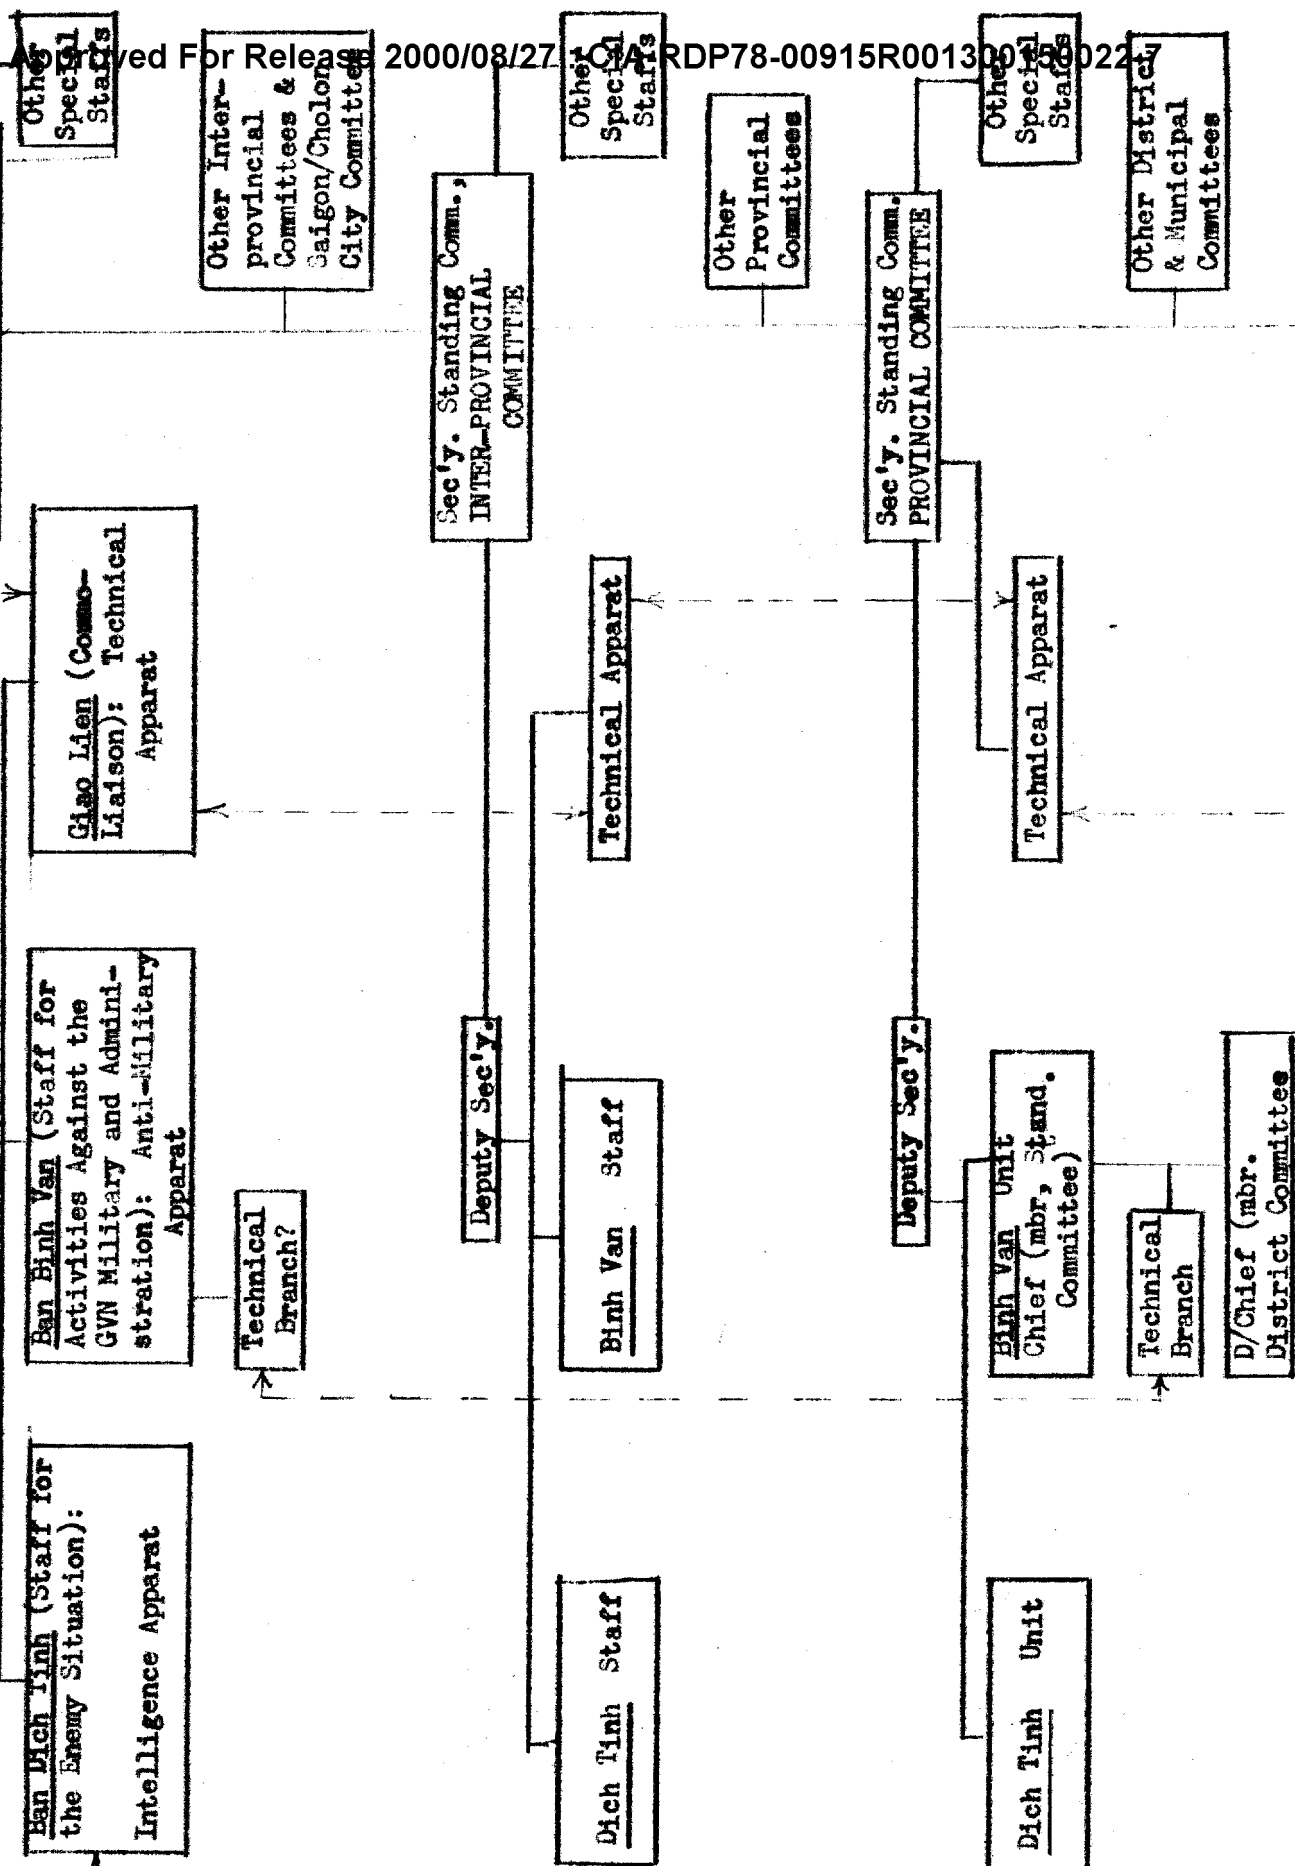 Approved For Release 2000/08/27 : CIA-RDP78-00915R001300150022-7
Ban Dich Tinh (Staff for
the Enemy Situation):
Intelligence Apparat
Ban Binh Van (Staff for
Activities Against the
GVN Military and Admini-
stration): Anti-Military
Apparat
Giao Lien (Commo-
Liaison): Technical
Apparat
Other
Special
Staffs
Technical
Branch?
Other Inter-
provincial
Committees &
Saigon/Cholon
City Committee
Sec'y. Standing Comm.,
INTER-PROVINCIAL
COMMITTEE
Deputy Sec'y.
Dich Tinh Staff
Binh Van Staff
Technical Apparat
Other
Special
Staffs
Other
Provincial
Committees
Sec'y. Standing Comm.
PROVINCIAL COMMITTEE
Deputy Sec'y.
Dich Tinh Unit
Binh Van Unit
Chief (mbr, Stand.
Committee)
Technical Apparat
Other
Special
Staffs
Technical
Branch
Other District
& Municipal
Committees
D/Chief (mbr.
District Committee